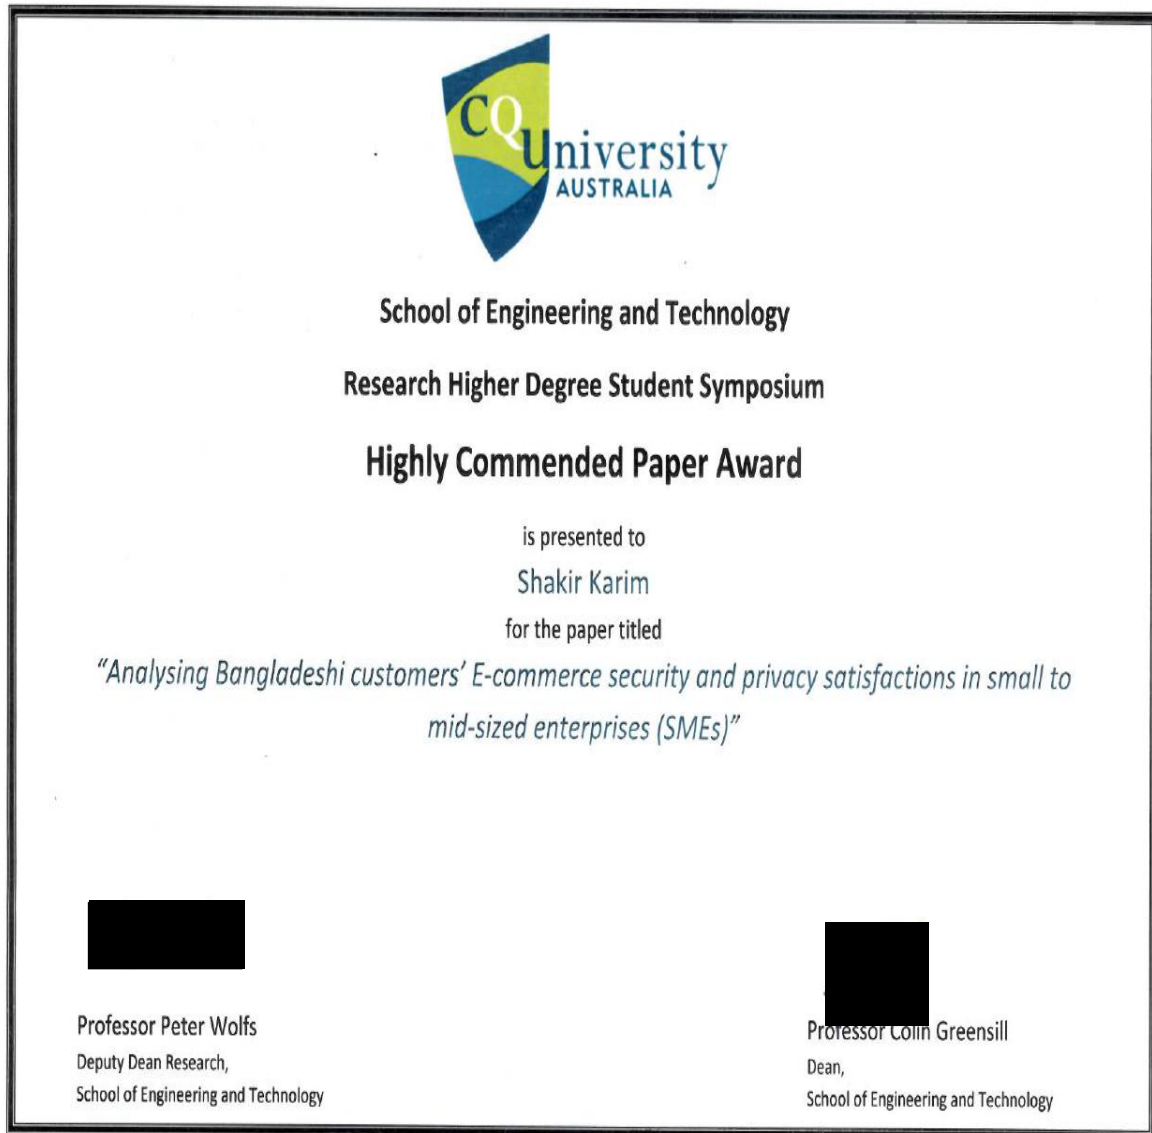 CQUniversity
AUSTRALIA
School of Engineering and Technology
Research Higher Degree Student Symposium
Highly Commended Paper Award
is presented to
Shakir Karim
for the paper titled
“Analysing Bangladeshi customers’ E-commerce security and privacy satisfactions in small to
mid-sized enterprises (SMEs)”
Professor Peter Wolfs
Deputy Dean Research,
School of Engineering and Technology
Professor Colin Greensill
Dean,
School of Engineering and Technology